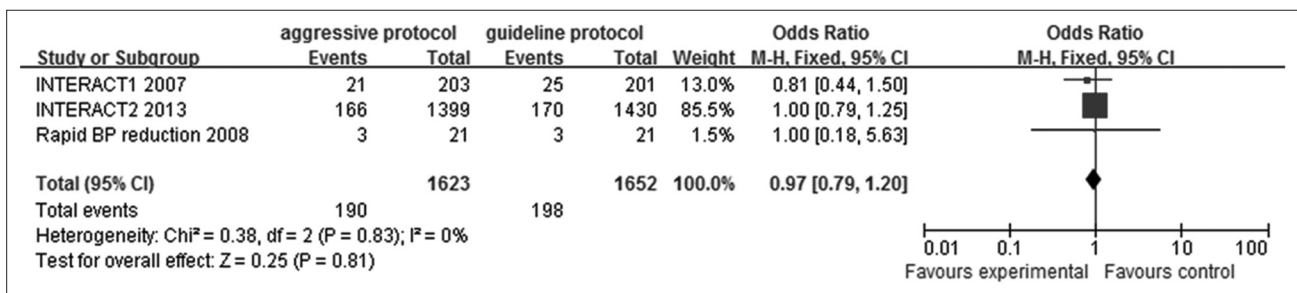 aggressive protocol guideline protocol Odds Ratio Odds Ratio
Study or Subgroup Events Total Events Total Weight M-H, Fixed, 95% CI M-H, Fixed, 95% CI
INTERACT1 2007 21 203 25 201 13.0% 0.81 [0.44, 1.50]
INTERACT2 2013 166 1399 170 1430 85.5% 1.00 [0.79, 1.25]
Rapid BP reduction 2008 3 21 3 21 1.5% 1.00 [0.18, 5.63]
Total (95% CI) 1623 1652 100.0% 0.97 [0.79, 1.20]
Total events 190 198
Heterogeneity: Chi² = 0.38, df = 2 (P = 0.83); I² = 0%
Test for overall effect: Z = 0.25 (P = 0.81)
0.01 0.1 1 10 100
Favours experimental Favours control